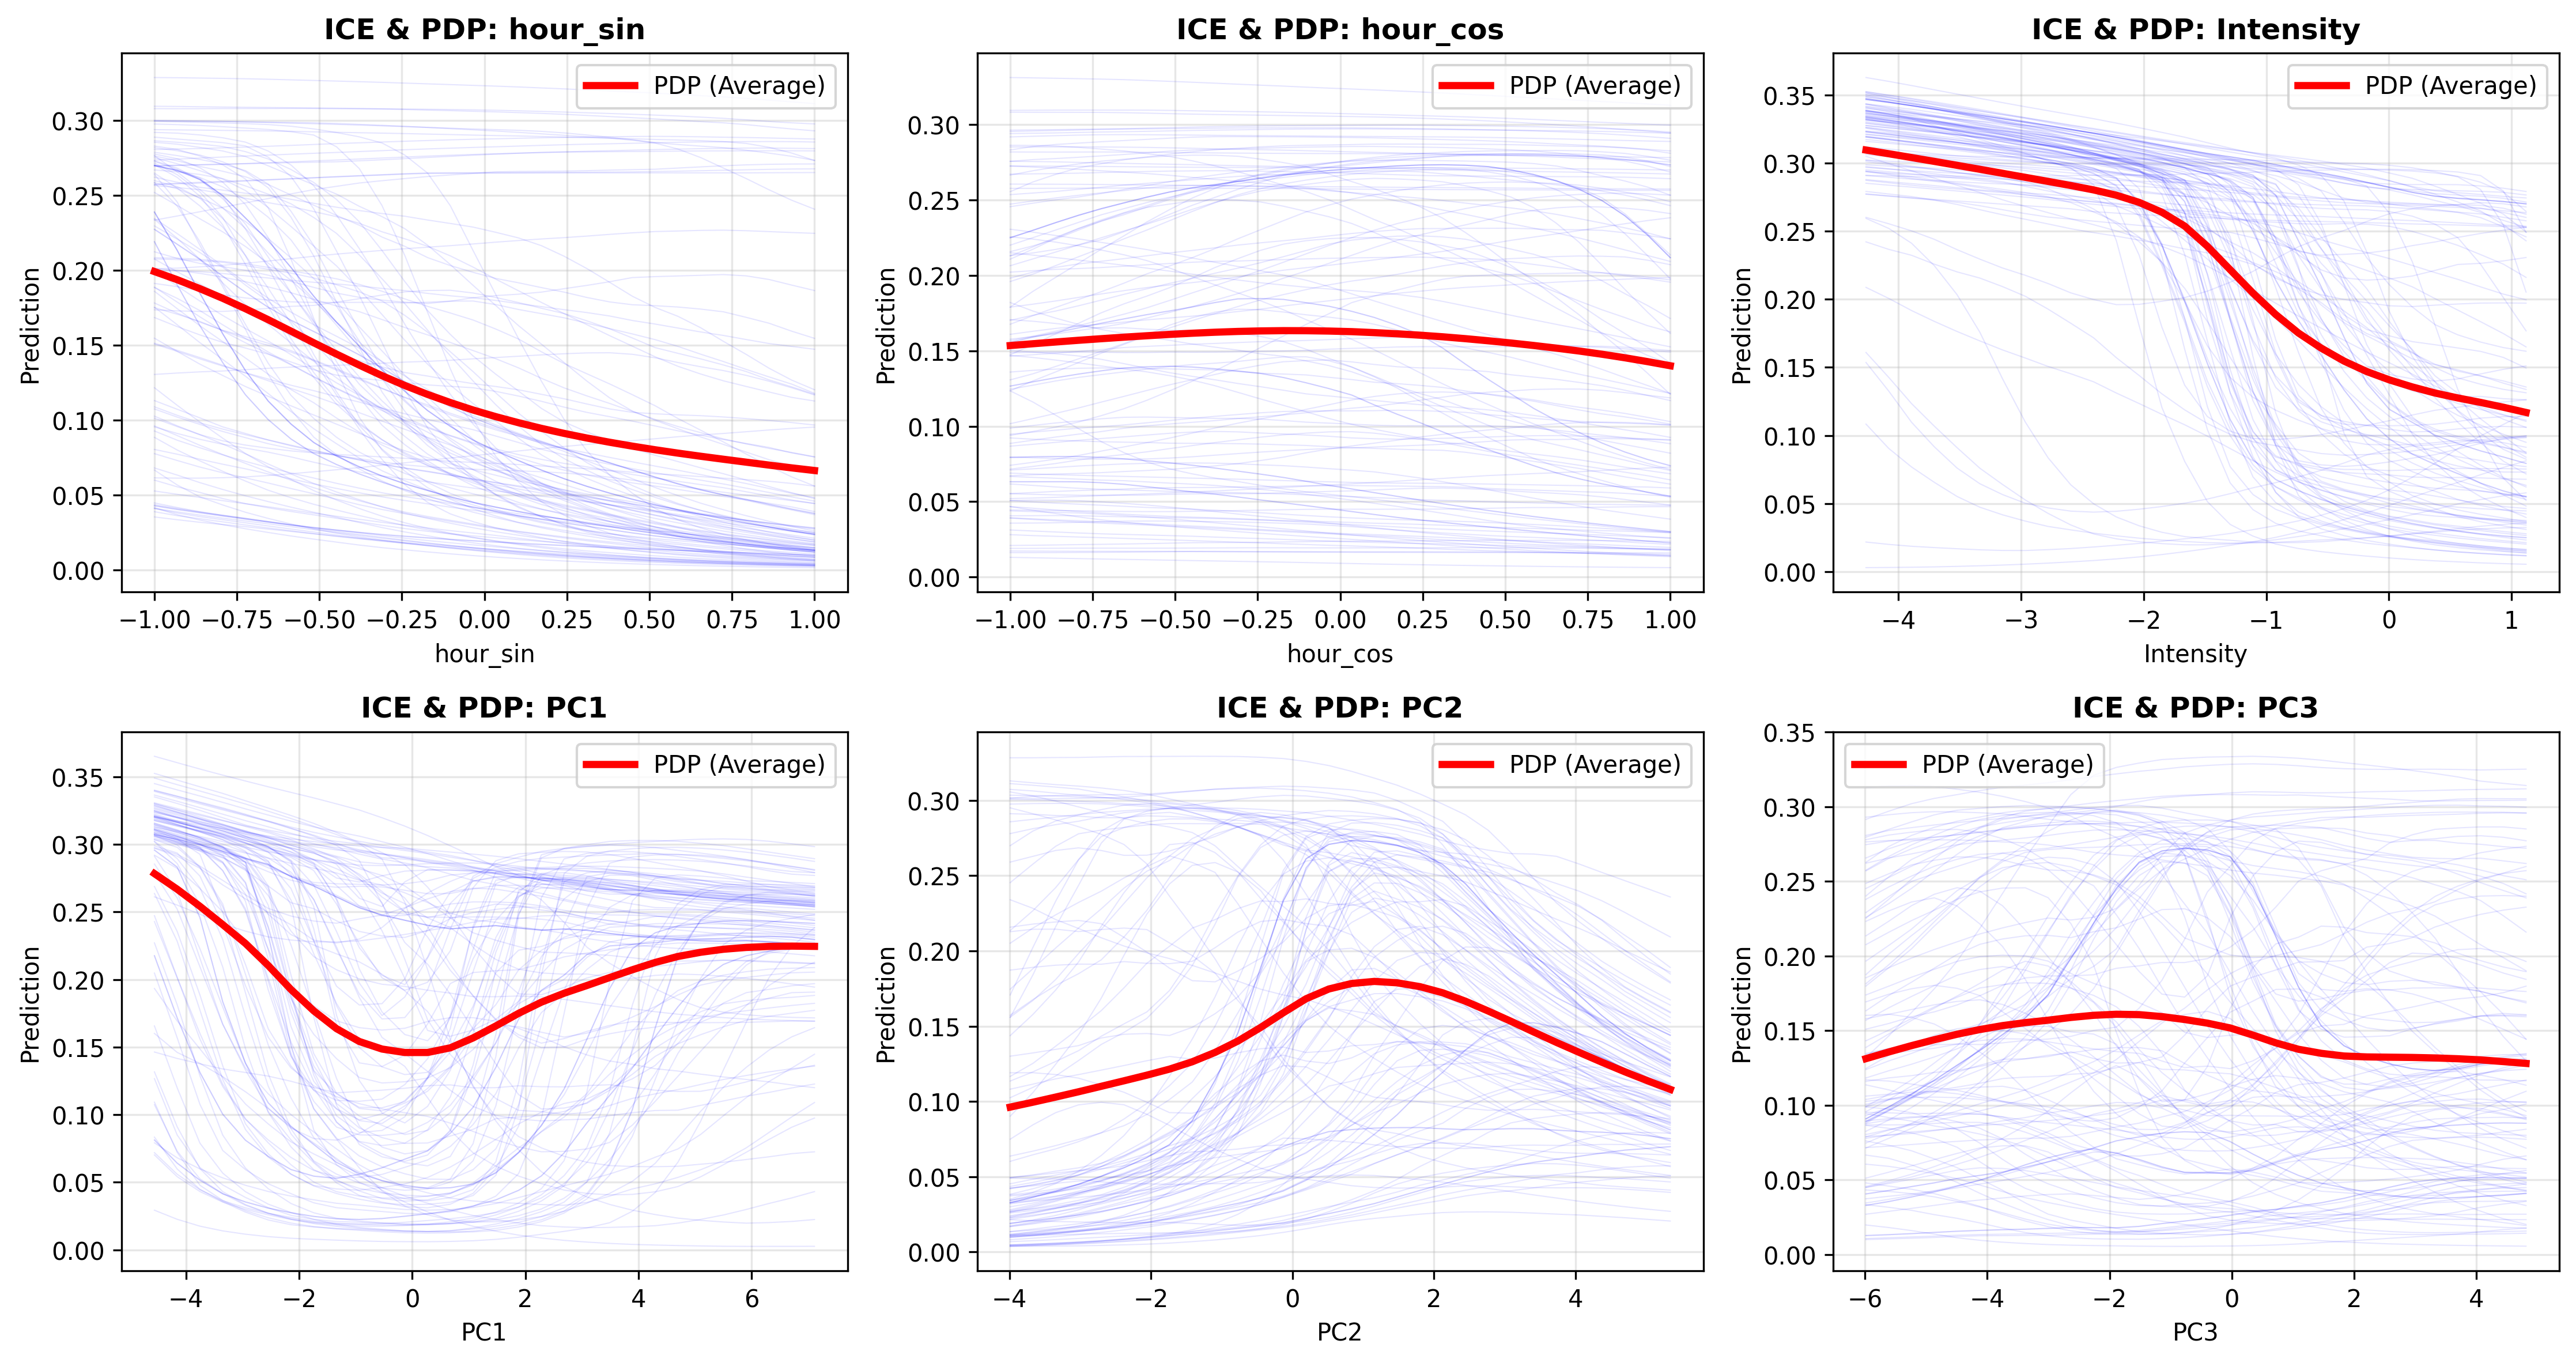 ICE & PDP: hour_sin
PDP (Average)
Prediction
0.30
0.25
0.20
0.15
0.10
0.05
0.00
−1.00 −0.75 −0.50 −0.25 0.00 0.25 0.50 0.75 1.00
hour_sin
ICE & PDP: hour_cos
PDP (Average)
Prediction
0.30
0.25
0.20
0.15
0.10
0.05
0.00
−1.00 −0.75 −0.50 −0.25 0.00 0.25 0.50 0.75 1.00
hour_cos
ICE & PDP: Intensity
PDP (Average)
Prediction
0.35
0.30
0.25
0.20
0.15
0.10
0.05
0.00
−4 −3 −2 −1 0 1
Intensity
ICE & PDP: PC1
PDP (Average)
Prediction
0.35
0.30
0.25
0.20
0.15
0.10
0.05
0.00
−4 −2 0 2 4 6
PC1
ICE & PDP: PC2
PDP (Average)
Prediction
0.30
0.25
0.20
0.15
0.10
0.05
0.00
−4 −2 0 2 4
PC2
ICE & PDP: PC3
PDP (Average)
Prediction
0.35
0.30
0.25
0.20
0.15
0.10
0.05
0.00
−6 −4 −2 0 2 4
PC3